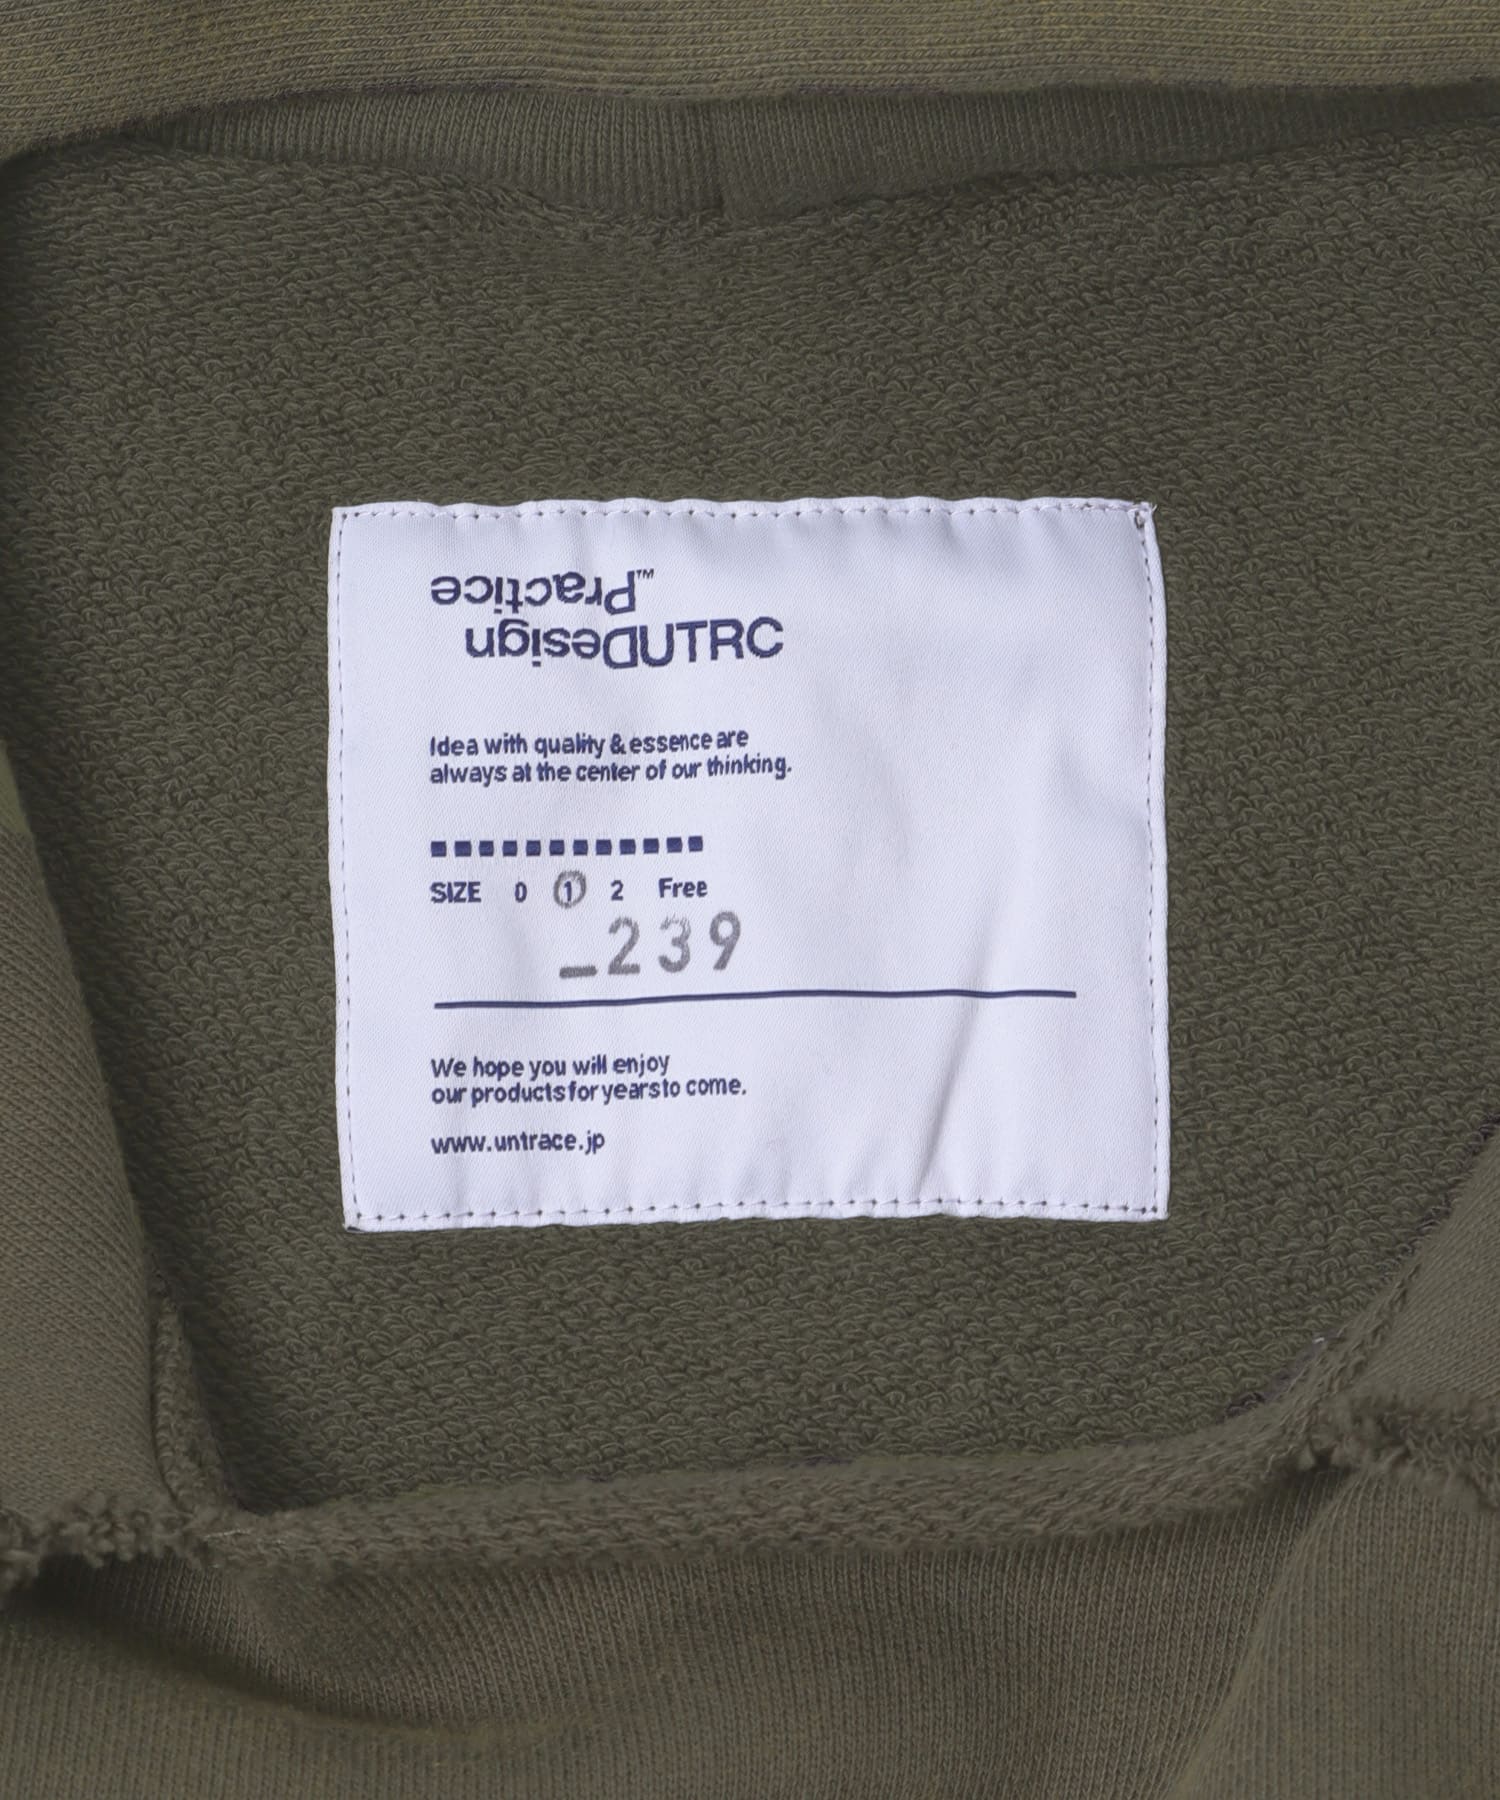 Practice™
DesignUTRC
Idea with quality & essence are
always at the center of our thinking.
SIZE 0 1 2 Free
_239
We hope you will enjoy
our products for years to come.
www.untrace.jp